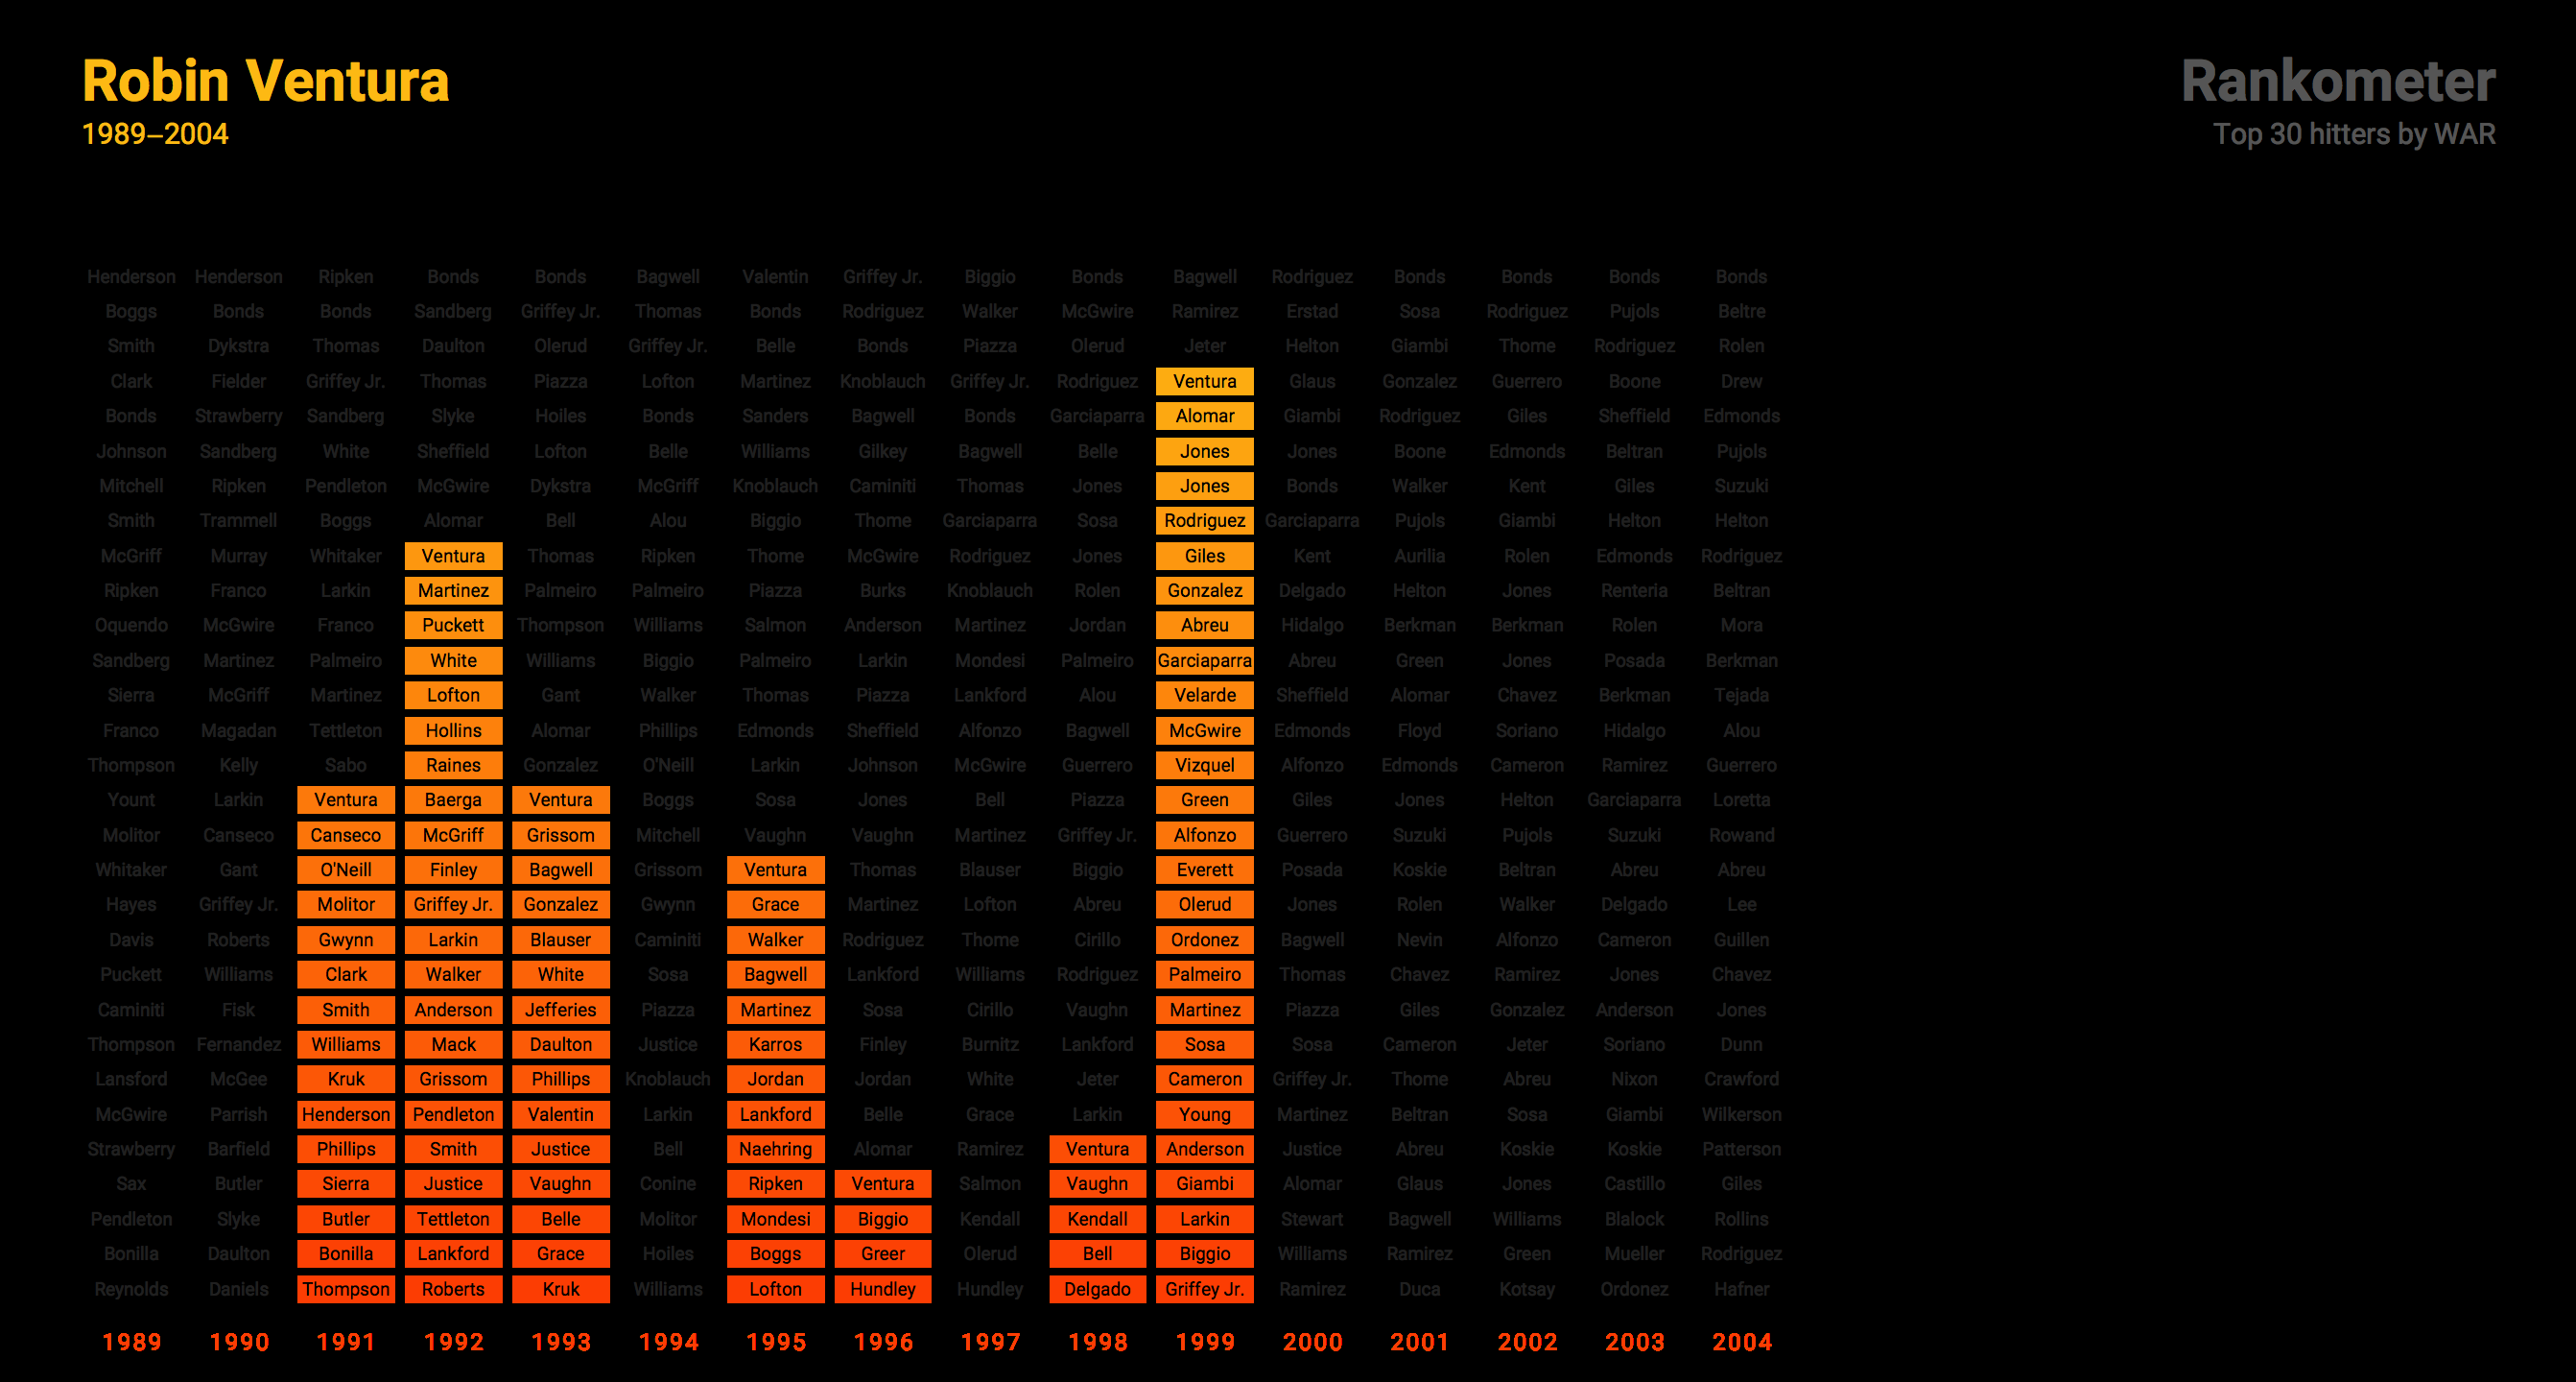 Robin Ventura
1989–2004
Rankometer
Top 30 hitters by WAR
Henderson Henderson Ripken Bonds Bonds Bagwell Valentin Griffey Jr. Biggio Bonds Bagwell Rodriguez Bonds Bonds Bonds Bonds
Boggs Bonds Bonds Sandberg Griffey Jr. Thomas Bonds Rodriguez Walker McGwire Ramirez Erstad Sosa Rodriguez Pujols Beltre
Smith Dykstra Thomas Daulton Olerud Griffey Jr. Belle Bonds Piazza Olerud Jeter Helton Giambi Thome Rodriguez Rolen
Clark Fielder Griffey Jr. Thomas Piazza Lofton Martinez Knoblauch Griffey Jr. Rodriguez Ventura Glaus Gonzalez Guerrero Boone Drew
Bonds Strawberry Sandberg Slyke Hoiles Bonds Sanders Bagwell Bonds Garciaparra Alomar Giambi Rodriguez Giles Sheffield Edmonds
Johnson Sandberg White Sheffield Lofton Belle Williams Gilkey Bagwell Belle Jones Jones Boone Edmonds Beltran Pujols
Mitchell Ripken Pendleton McGwire Dykstra McGriff Knoblauch Caminiti Thomas Jones Jones Bonds Walker Kent Giles Suzuki
Smith Trammell Boggs Alomar Bell Alou Biggio Thome Garciaparra Sosa Rodriguez Garciaparra Pujols Giambi Helton Helton
McGriff Murray Whitaker Ventura Thomas Ripken Thome McGwire Rodriguez Jones Giles Kent Aurilia Rolen Edmonds Rodriguez
Ripken Franco Larkin Martinez Palmeiro Palmeiro Piazza Burks Knoblauch Rolen Gonzalez Delgado Helton Jones Renteria Beltran
Oquendo McGwire Franco Puckett Thompson Williams Salmon Anderson Martinez Jordan Abreu Hidalgo Berkman Berkman Rolen Mora
Sandberg Martinez Palmeiro White Williams Biggio Palmeiro Larkin Mondesi Palmeiro Garciaparra Abreu Green Jones Posada Berkman
Sierra McGriff Martinez Lofton Gant Walker Thomas Piazza Lankford Alou Velarde Sheffield Alomar Chavez Berkman Tejada
Franco Magadan Tettleton Hollins Alomar Phillips Edmonds Sheffield Alfonzo Bagwell McGwire Edmonds Floyd Soriano Hidalgo Alou
Thompson Kelly Sabo Raines Gonzalez O'Neill Larkin Johnson McGwire Guerrero Vizquel Alfonzo Edmonds Cameron Ramirez Guerrero
Yount Larkin Ventura Baerga Ventura Boggs Sosa Jones Bell Piazza Green Giles Jones Helton Garciaparra Loretta
Molitor Canseco Canseco McGriff Grissom Mitchell Vaughn Vaughn Martinez Griffey Jr. Alfonzo Guerrero Suzuki Pujols Suzuki Rowand
Whitaker Gant O'Neill Finley Bagwell Grissom Ventura Thomas Blauser Biggio Everett Posada Koskie Beltran Abreu Abreu
Hayes Griffey Jr. Molitor Griffey Jr. Gonzalez Gwynn Grace Martinez Lofton Abreu Olerud Jones Rolen Walker Delgado Lee
Davis Roberts Gwynn Larkin Blauser Caminiti Walker Rodriguez Thome Cirillo Ordonez Bagwell Nevin Alfonzo Cameron Guillen
Puckett Williams Clark Walker White Sosa Bagwell Lankford Williams Rodriguez Palmeiro Thomas Chavez Ramirez Jones Chavez
Caminiti Fisk Smith Anderson Jefferies Piazza Martinez Sosa Cirillo Vaughn Martinez Piazza Giles Gonzalez Anderson Jones
Thompson Fernandez Williams Mack Daulton Justice Karros Finley Burnitz Lankford Sosa Sosa Cameron Jeter Soriano Dunn
Lansford McGee Kruk Grissom Phillips Knoblauch Jordan Jordan White Jeter Cameron Griffey Jr. Thome Abreu Nixon Crawford
McGwire Parrish Henderson Pendleton Valentin Larkin Lankford Belle Grace Larkin Young Martinez Beltran Sosa Giambi Wilkerson
Strawberry Barfield Phillips Smith Justice Bell Naehring Alomar Ramirez Ventura Anderson Justice Abreu Koskie Koskie Patterson
Sax Butler Sierra Justice Vaughn Conine Ripken Ventura Salmon Vaughn Giambi Alomar Glaus Jones Castillo Giles
Pendleton Slyke Butler Tettleton Belle Molitor Mondesi Biggio Kendall Kendall Larkin Stewart Bagwell Williams Blalock Rollins
Bonilla Daulton Bonilla Lankford Grace Hoiles Boggs Greer Olerud Bell Biggio Williams Ramirez Green Mueller Rodriguez
Reynolds Daniels Thompson Roberts Kruk Williams Lofton Hundley Hundley Delgado Griffey Jr. Ramirez Duca Kotsay Ordonez Hafner
1989 1990 1991 1992 1993 1994 1995 1996 1997 1998 1999 2000 2001 2002 2003 2004